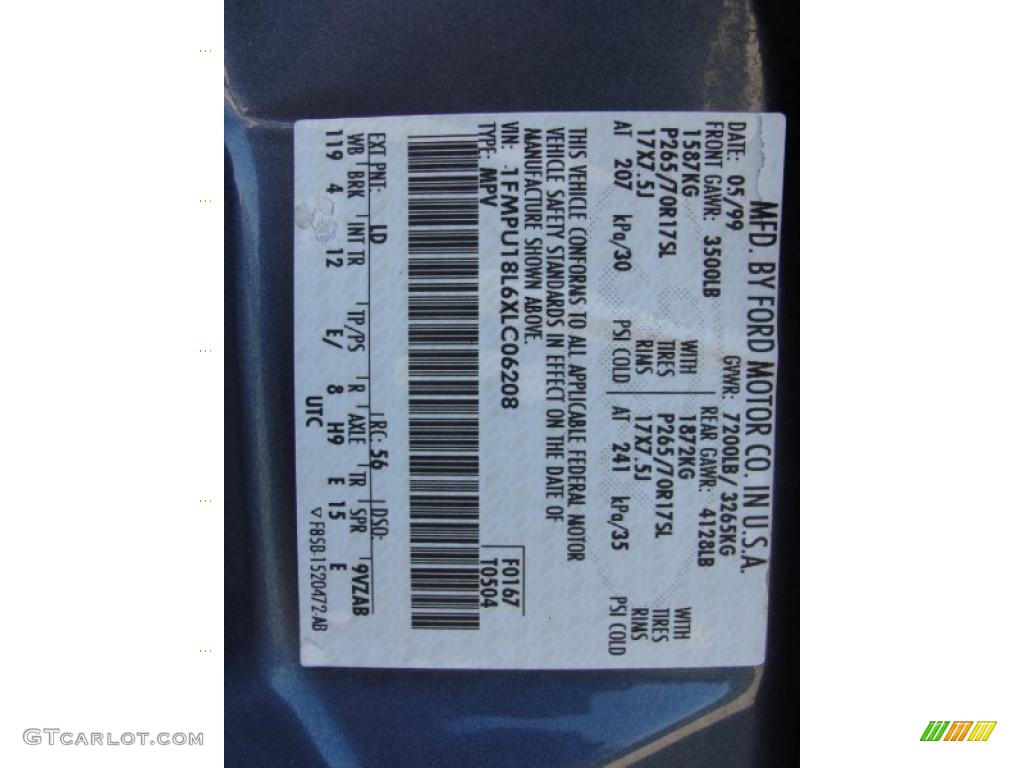 MFD. BY FORD MOTOR CO. IN U.S.A.
DATE: 05/99 GVWR: 7200LB/ 3265KG
FRONT GAWR: 3500LB REAR GAWR: 4128LB
1587KG WITH 1872KG WITH
P265/70R17SL TIRES P265/70R17SL TIRES
17X7.5J RIMS 17X7.5J RIMS
AT 207 kPa/30 PSI COLD AT 241 kPa/35 PSI COLD
THIS VEHICLE CONFORMS TO ALL APPLICABLE FEDERAL MOTOR
VEHICLE SAFETY STANDARDS IN EFFECT ON THE DATE OF
MANUFACTURE SHOWN ABOVE.
VIN: 1FMPU18L6XLC06208 F0167
TYPE: MPV T0504
EXT PNT: LD RC: 56 DSO:
WB BRK INT TR TP/PS R AXLE TR SPR 9VZAB
119 4 12 E/ 8 H9 E 15 E
UTC ▽ F85B-1520472-AB
GTCARLOT.COM